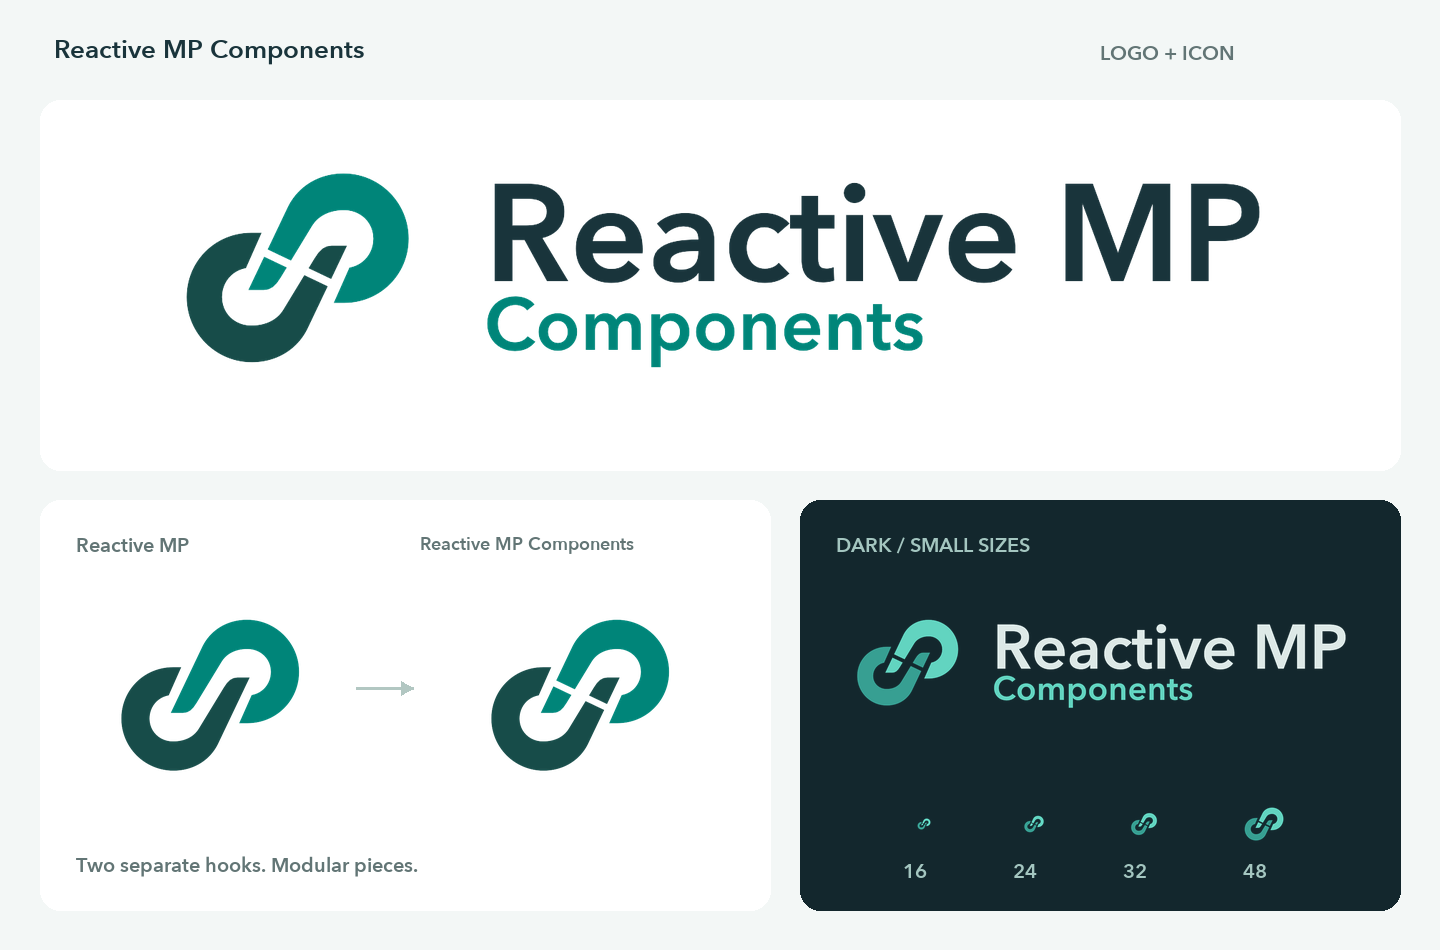 Reactive MP Components
LOGO + ICON
Reactive MP
Components
Reactive MP
Reactive MP Components
Two separate hooks. Modular pieces.
DARK / SMALL SIZES
Reactive MP
Components
16 24 32 48